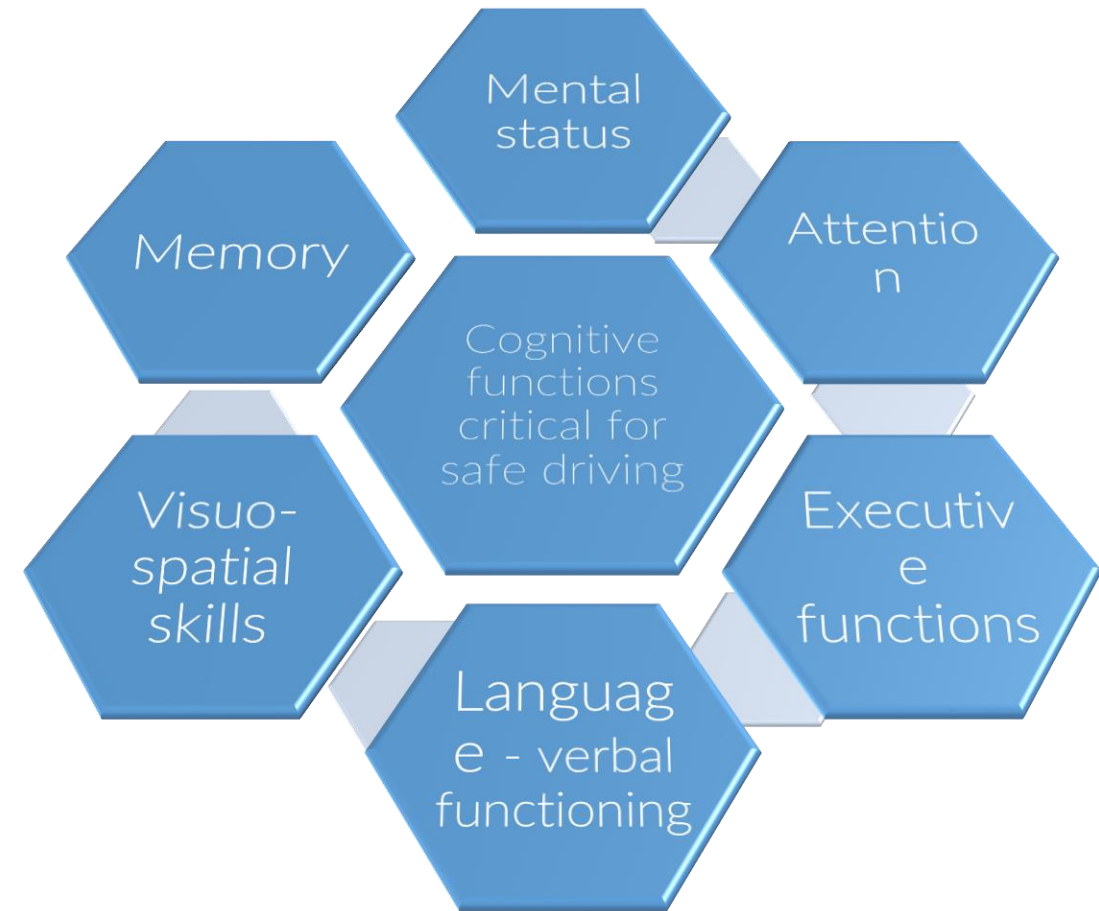 Mental
status
Attentio
n
Executiv
e
functions
Languag
e - verbal
functioning
Visuo-
spatial
skills
Memory
Cognitive
functions
critical for
safe driving